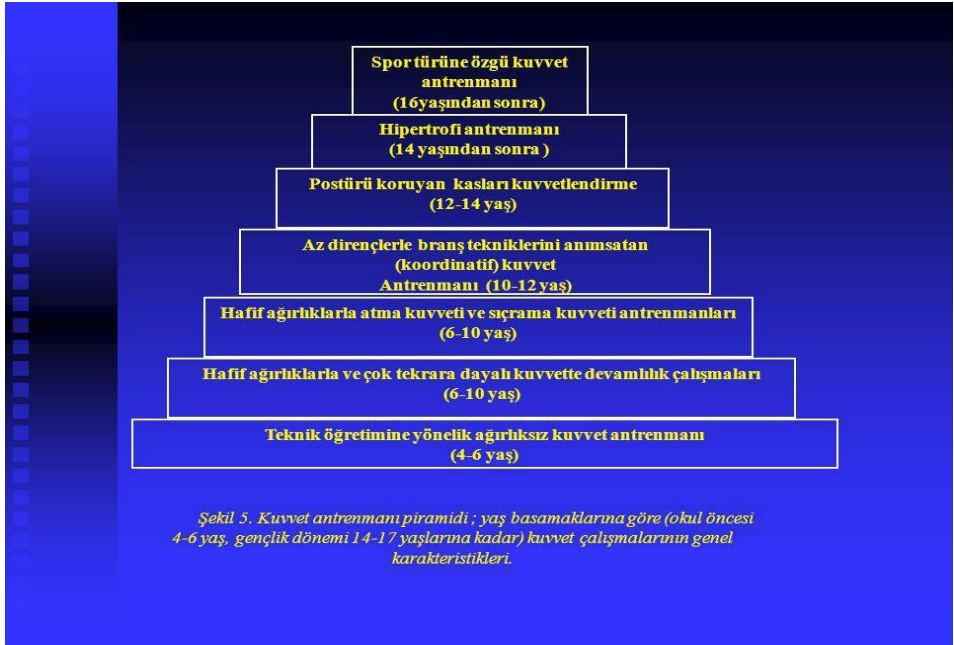 Spor türüne özgü kuvvet
antrenmanı
(16yaşından sonra)
Hipertrofi antrenmanı
(14 yaşından sonra )
Postürü koruyan kasları kuvvetlendirme
(12-14 yaş)
Az dirençlerle branş tekniklerini anımsatan
(koordinatif) kuvvet
Antrenmanı (10-12 yaş)
Hafif ağırlıklarla atma kuvveti ve sıçrama kuvveti antrenmanları
(6-10 yaş)
Hafif ağırlıklarla ve çok tekrara dayalı kuvvette devamlılık çalışmaları
(6-10 yaş)
Teknik öğretimine yönelik ağırlıksız kuvvet antrenmanı
(4-6 yaş)
Şekil 5. Kuvvet antrenmanı piramidi ; yaş basamaklarına göre (okul öncesi
4-6 yaş, gençlik dönemi 14-17 yaşlarına kadar) kuvvet çalışmalarının genel
karakteristikleri.